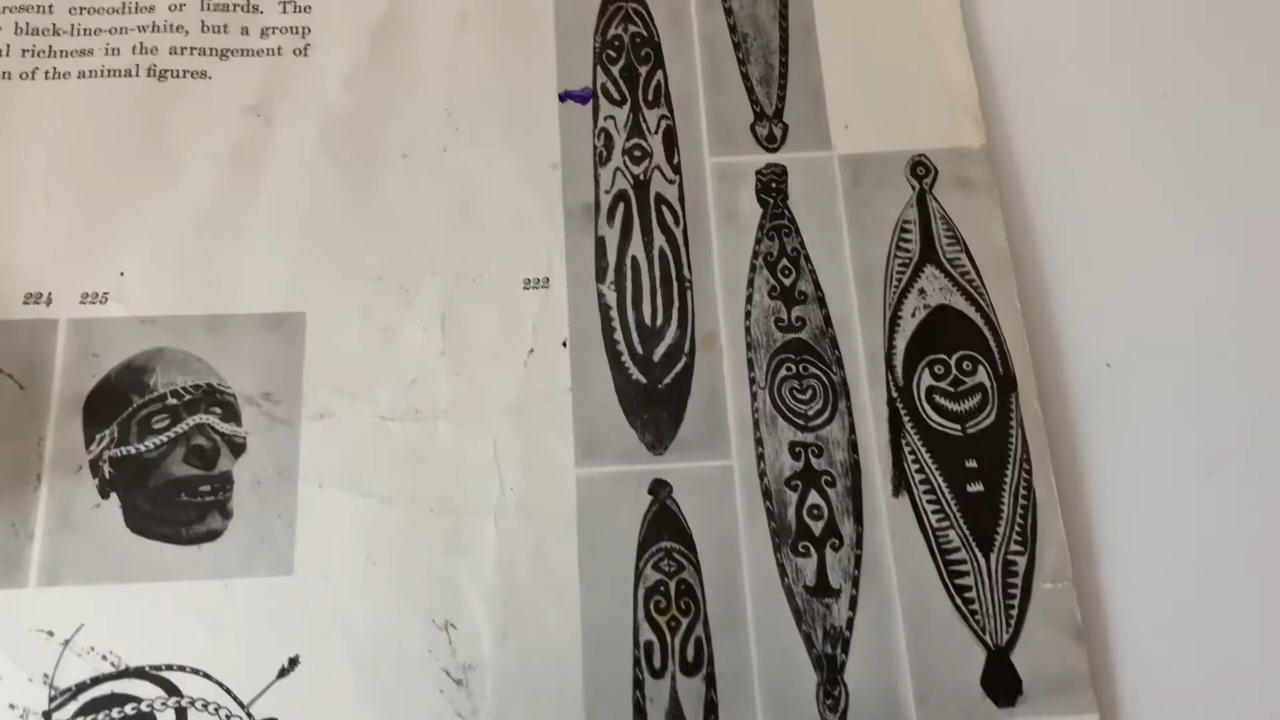 resent crocodiles or lizards. The
black-line-on-white, but a group
l richness in the arrangement of
n of the animal figures.
224 225
222